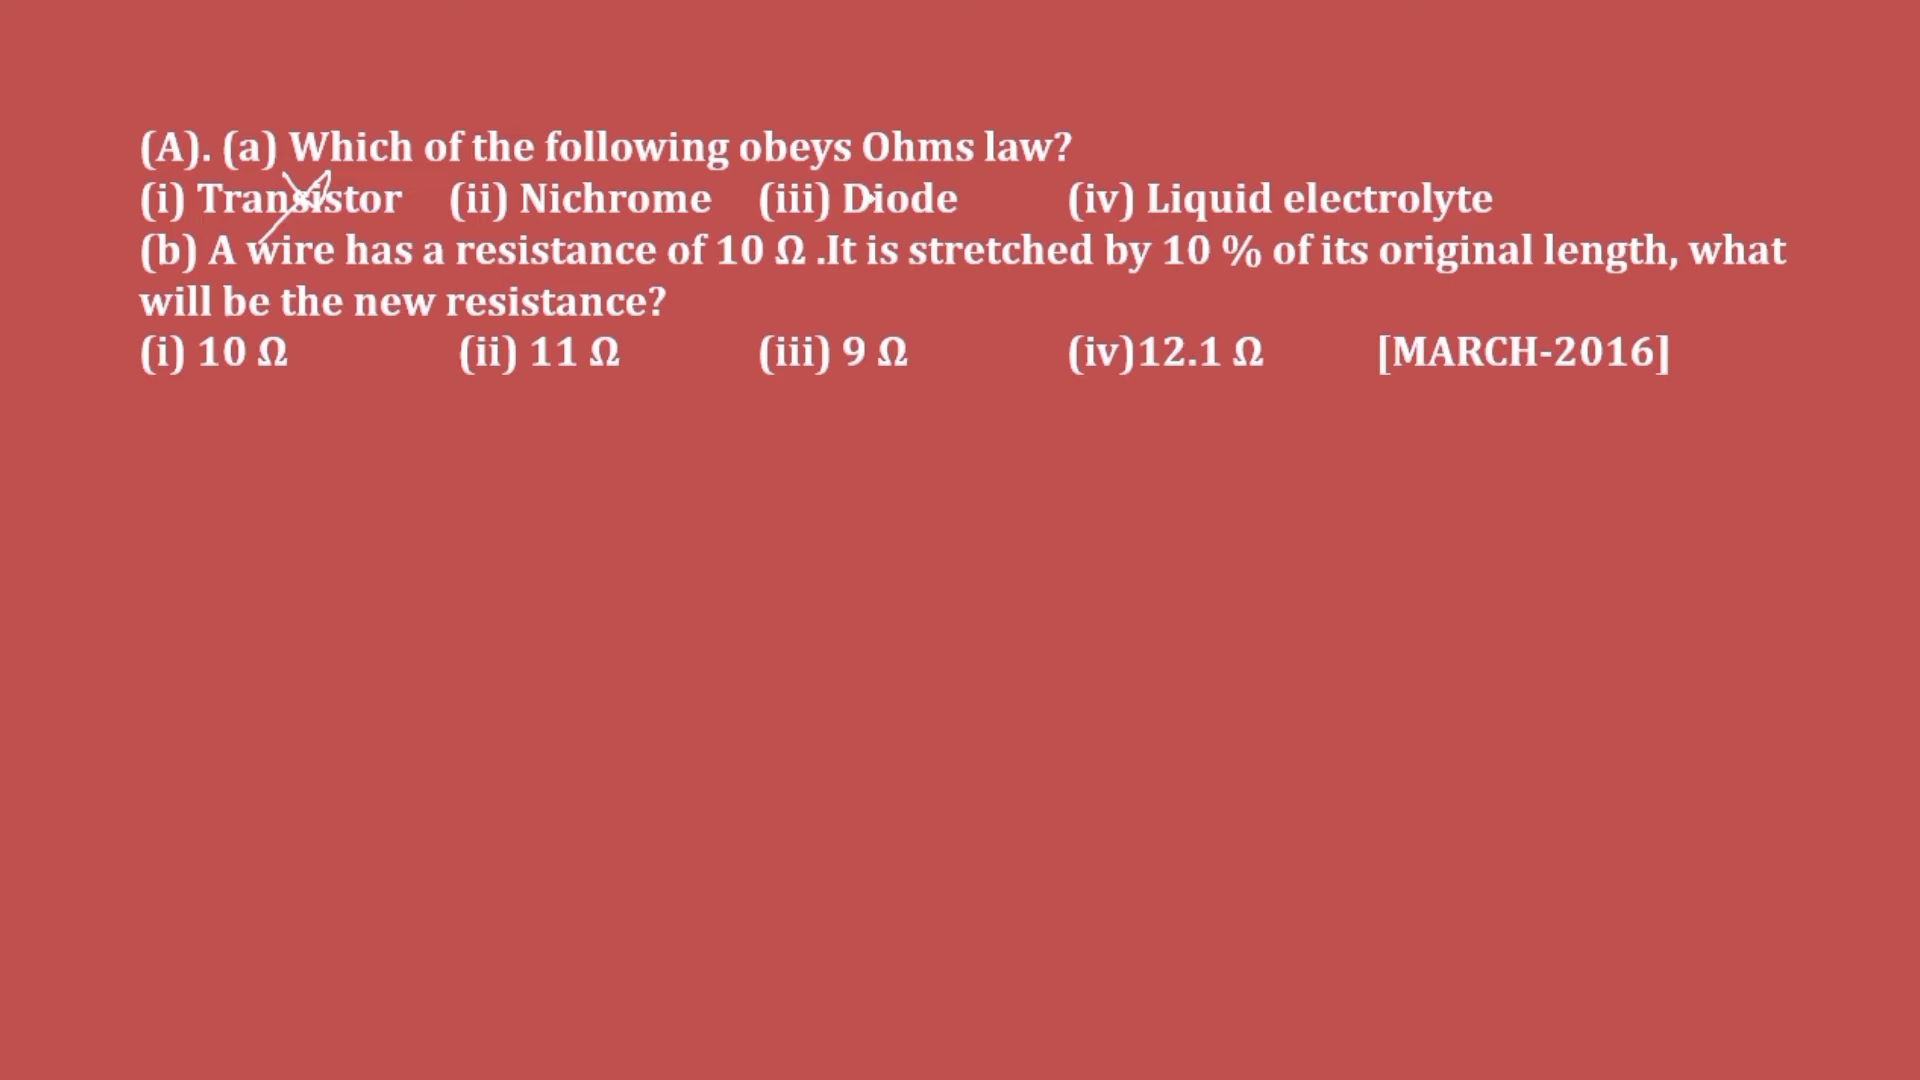 (A). (a) Which of the following obeys Ohms law?
(i) Transistor (ii) Nichrome (iii) Diode (iv) Liquid electrolyte
(b) A wire has a resistance of 10 Ω .It is stretched by 10 % of its original length, what
will be the new resistance?
(i) 10 Ω (ii) 11 Ω (iii) 9 Ω (iv)12.1 Ω [MARCH-2016]